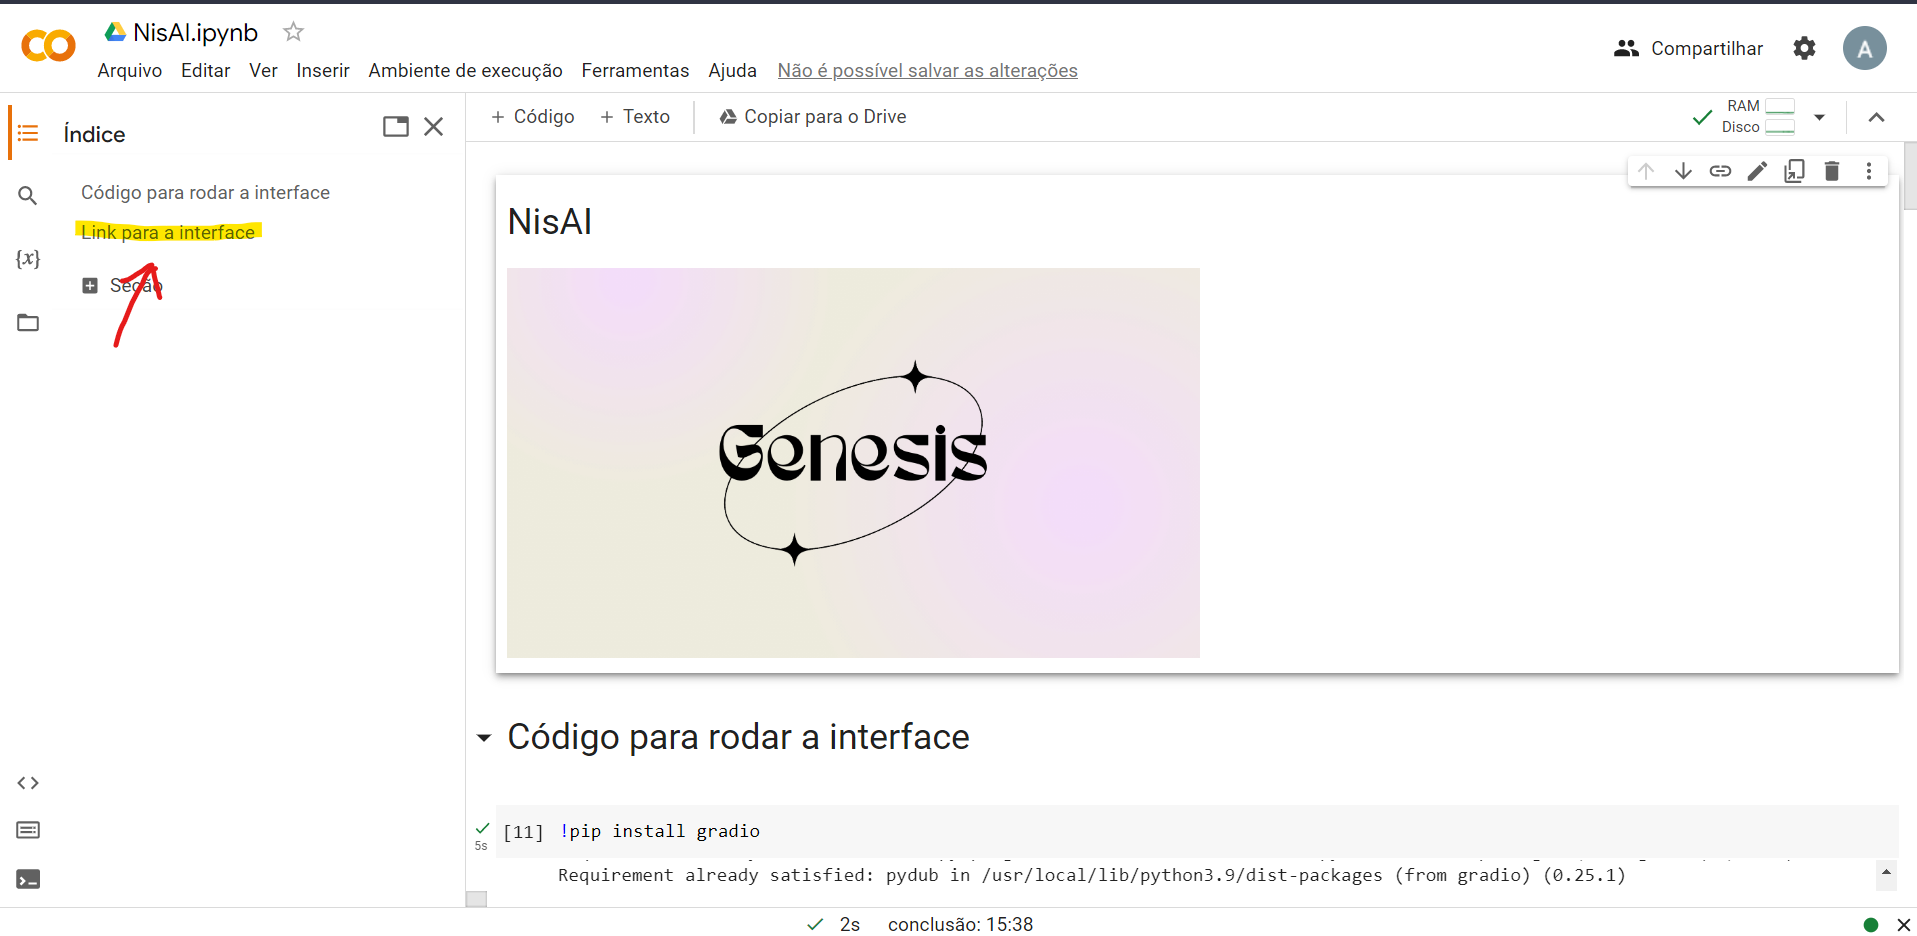 NisAI.ipynb
Compartilhar
A
Arquivo Editar Ver Inserir Ambiente de execução Ferramentas Ajuda Não é possível salvar as alterações
Índice
+ Código + Texto Copiar para o Drive
RAM
Disco
Código para rodar a interface
Link para a interface
{x}
Seção
NisAI
Genesis
Código para rodar a interface
[11] !pip install gradio
5s
Requirement already satisfied: pydub in /usr/local/lib/python3.9/dist-packages (from gradio) (0.25.1)
2s conclusão: 15:38